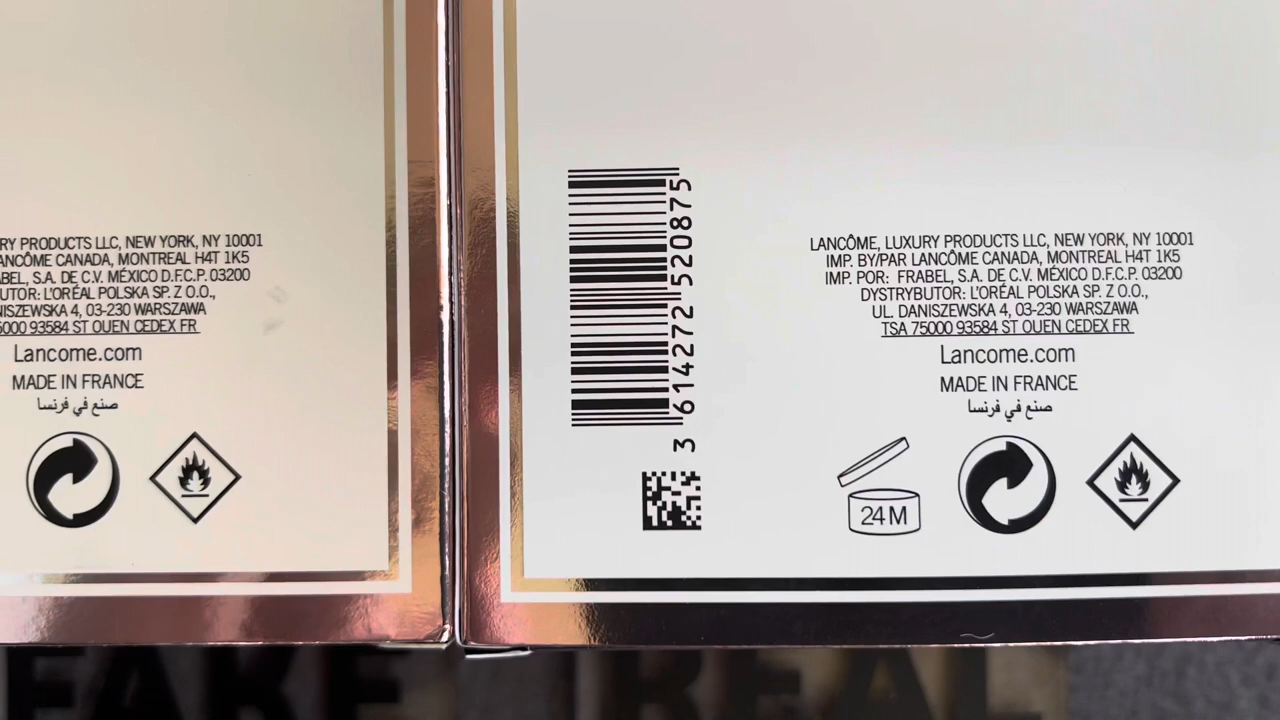 RY PRODUCTS LLC, NEW YORK, NY 10001
ANCÔME CANADA, MONTREAL H4T 1K5
BEL, S.A. DE C.V. MÉXICO D.F.C.P. 03200
UTOR: L'ORÉAL POLSKA SP. Z O.O.,
NISZEWSKA 4, 03-230 WARSZAWA
5000 93584 ST OUEN CEDEX FR
Lancome.com
MADE IN FRANCE
صنع في فرنسا
3 614272 520875
LANCÔME, LUXURY PRODUCTS LLC, NEW YORK, NY 10001
IMP. BY/PAR LANCÔME CANADA, MONTREAL H4T 1K5
IMP. POR: FRABEL, S.A. DE C.V. MÉXICO D.F.C.P. 03200
DYSTRYBUTOR: L'ORÉAL POLSKA SP. Z O.O.,
UL. DANISZEWSKA 4, 03-230 WARSZAWA
TSA 75000 93584 ST OUEN CEDEX FR
Lancome.com
MADE IN FRANCE
صنع في فرنسا
24 M
FAKE
REAL